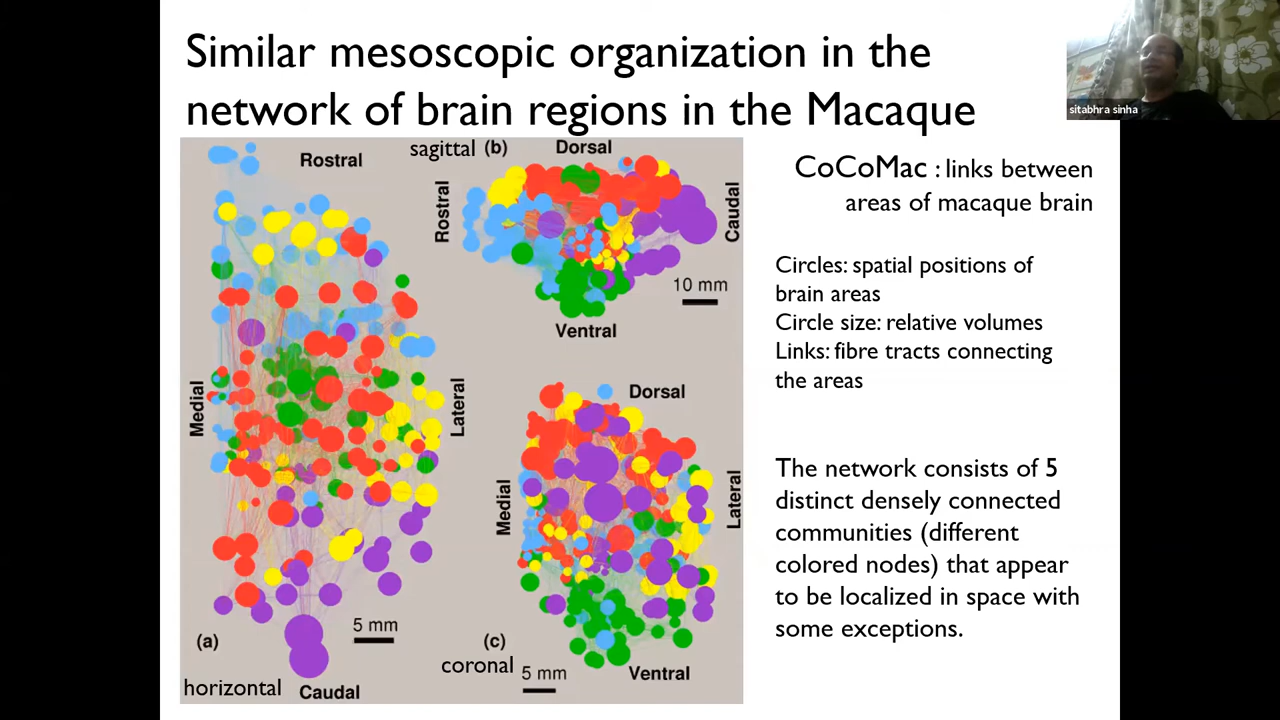 Similar mesoscopic organization in the
network of brain regions in the Macaque
sitabhra sinha
Rostral
Medial
Lateral
5 mm
(a)
horizontal
Caudal
sagittal (b)
Dorsal
Rostral
Caudal
10 mm
Ventral
Dorsal
Medial
Lateral
(c)
coronal
5 mm
Ventral
CoCoMac : links between
areas of macaque brain
Circles: spatial positions of
brain areas
Circle size: relative volumes
Links: fibre tracts connecting
the areas
The network consists of 5
distinct densely connected
communities (different
colored nodes) that appear
to be localized in space with
some exceptions.